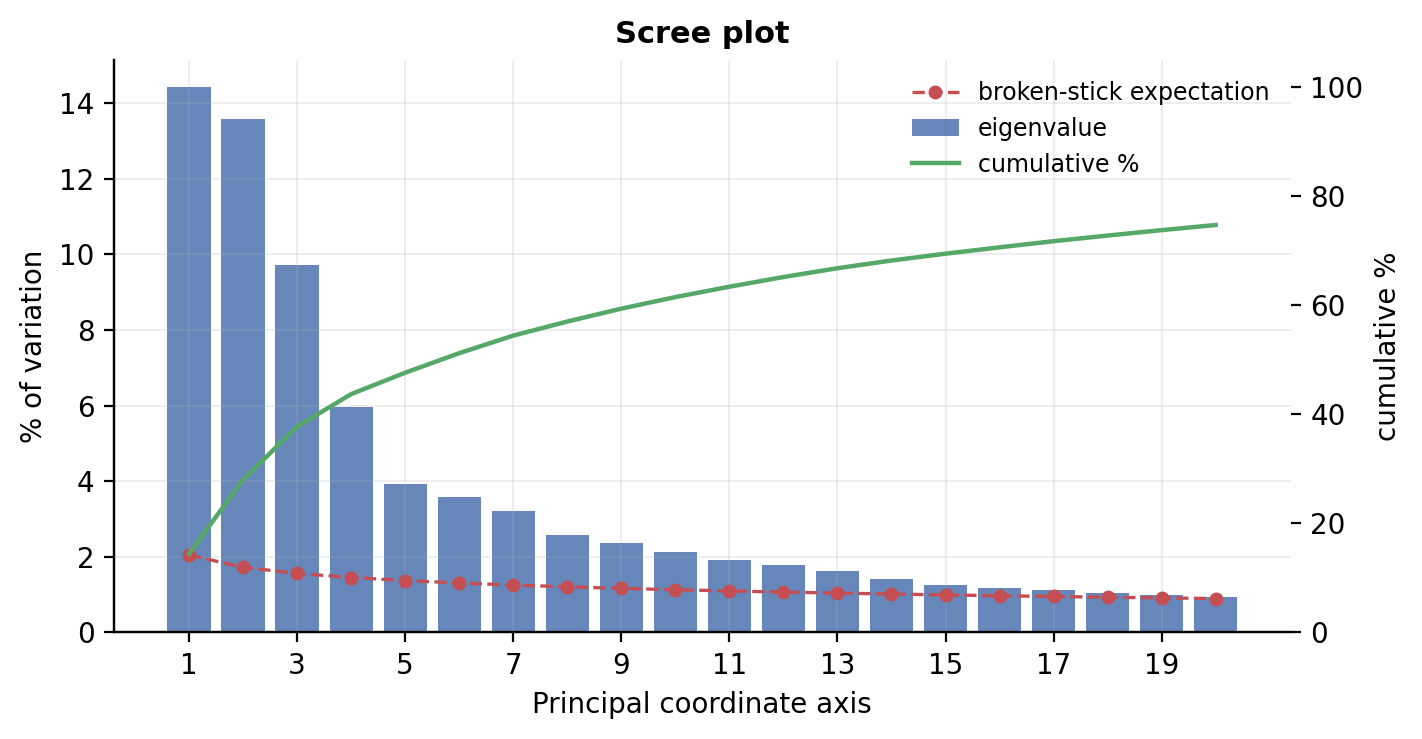 Scree plot
% of variation
14
12
10
8
6
4
2
0
broken-stick expectation
eigenvalue
cumulative %
100
80
60
40
20
0
cumulative %
1 3 5 7 9 11 13 15 17 19
Principal coordinate axis